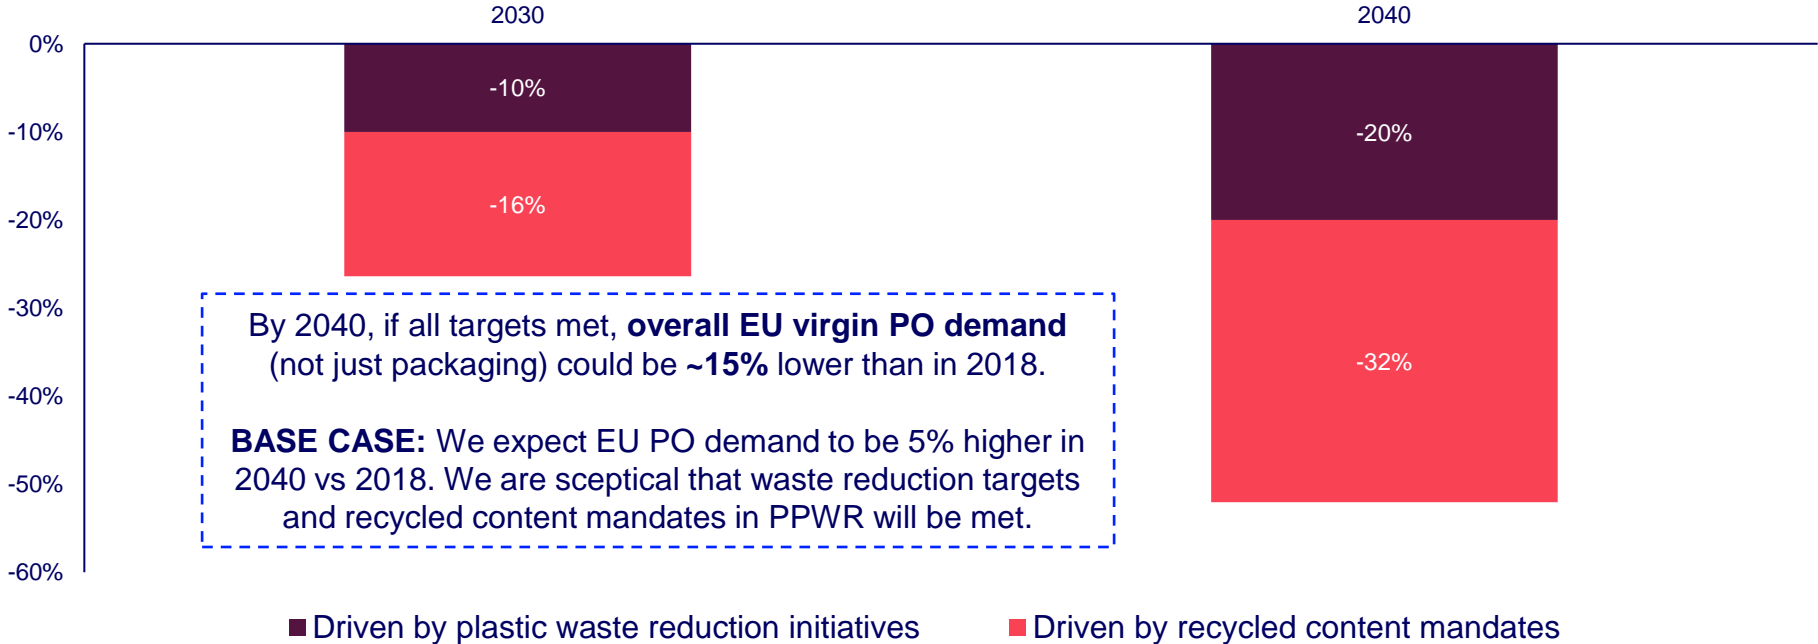 2030
2040
0%
-10%
-20%
-30%
-40%
-50%
-60%
-10%
-16%
-20%
-32%
By 2040, if all targets met, overall EU virgin PO demand
(not just packaging) could be ~15% lower than in 2018.
BASE CASE: We expect EU PO demand to be 5% higher in
2040 vs 2018. We are sceptical that waste reduction targets
and recycled content mandates in PPWR will be met.
Driven by plastic waste reduction initiatives
Driven by recycled content mandates